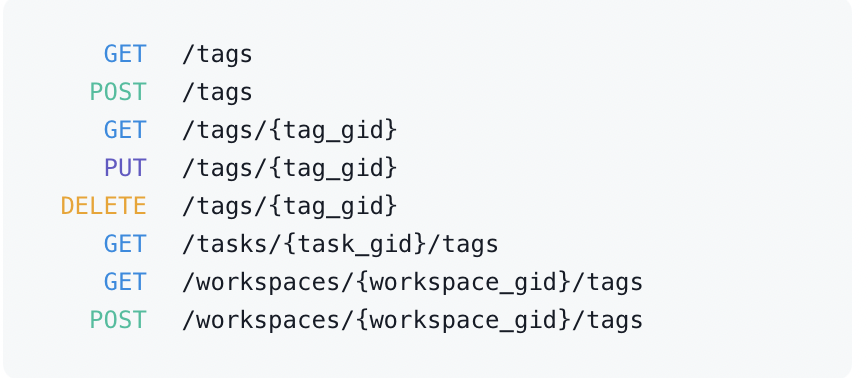 GET /tags
POST /tags
GET /tags/{tag_gid}
PUT /tags/{tag_gid}
DELETE /tags/{tag_gid}
GET /tasks/{task_gid}/tags
GET /workspaces/{workspace_gid}/tags
POST /workspaces/{workspace_gid}/tags